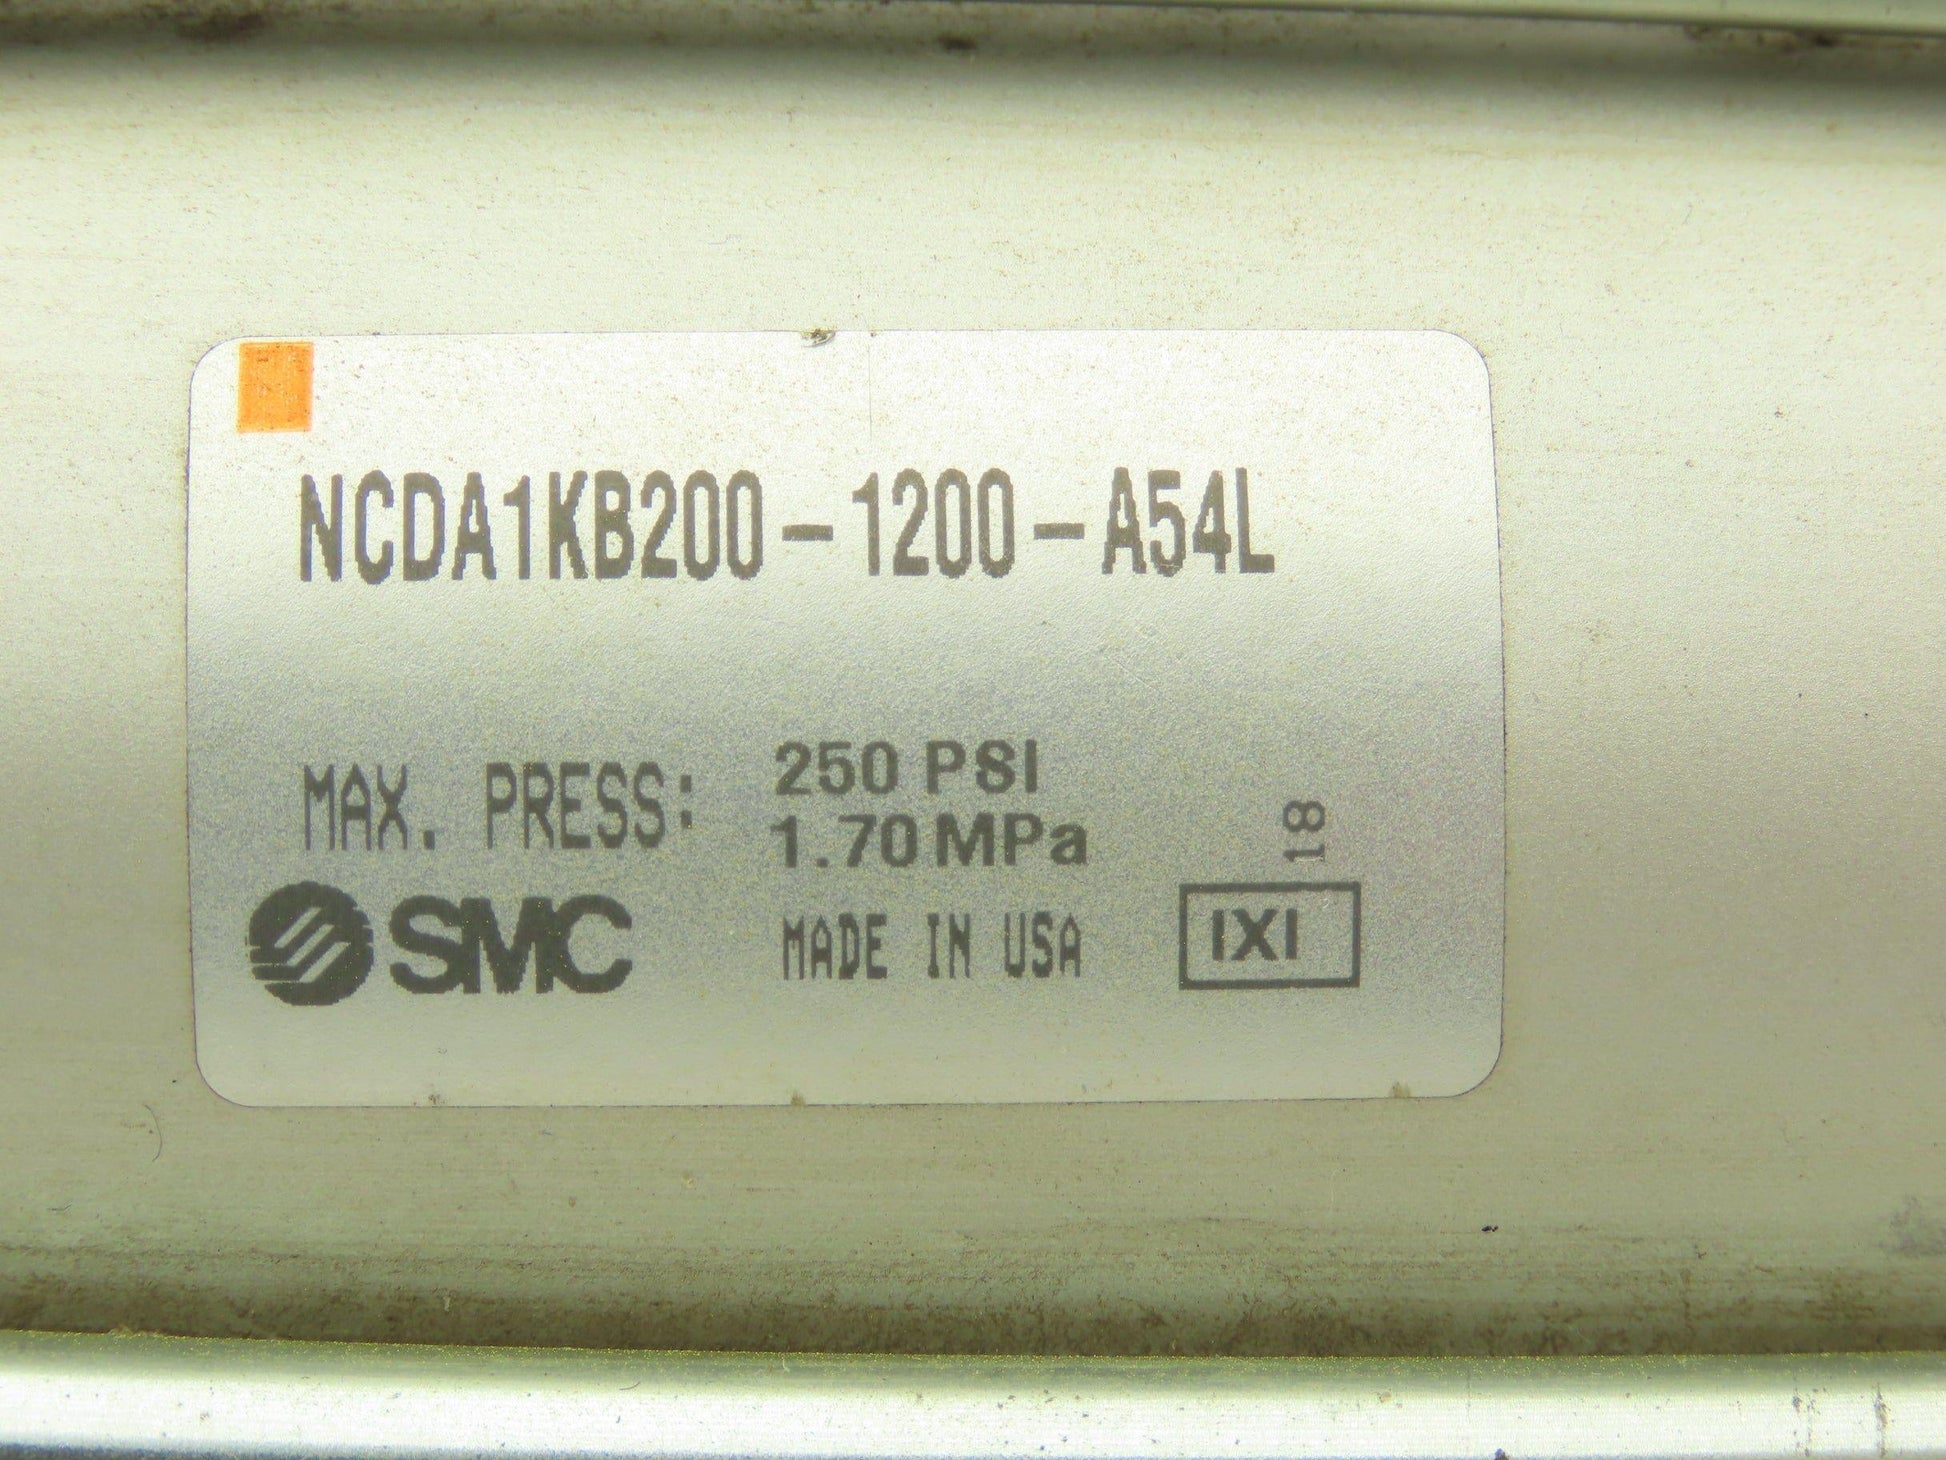 NCDA1KB200-1200-A54L
MAX. PRESS: 250 PSI
1.70 MPa
18
SMC MADE IN USA IXI